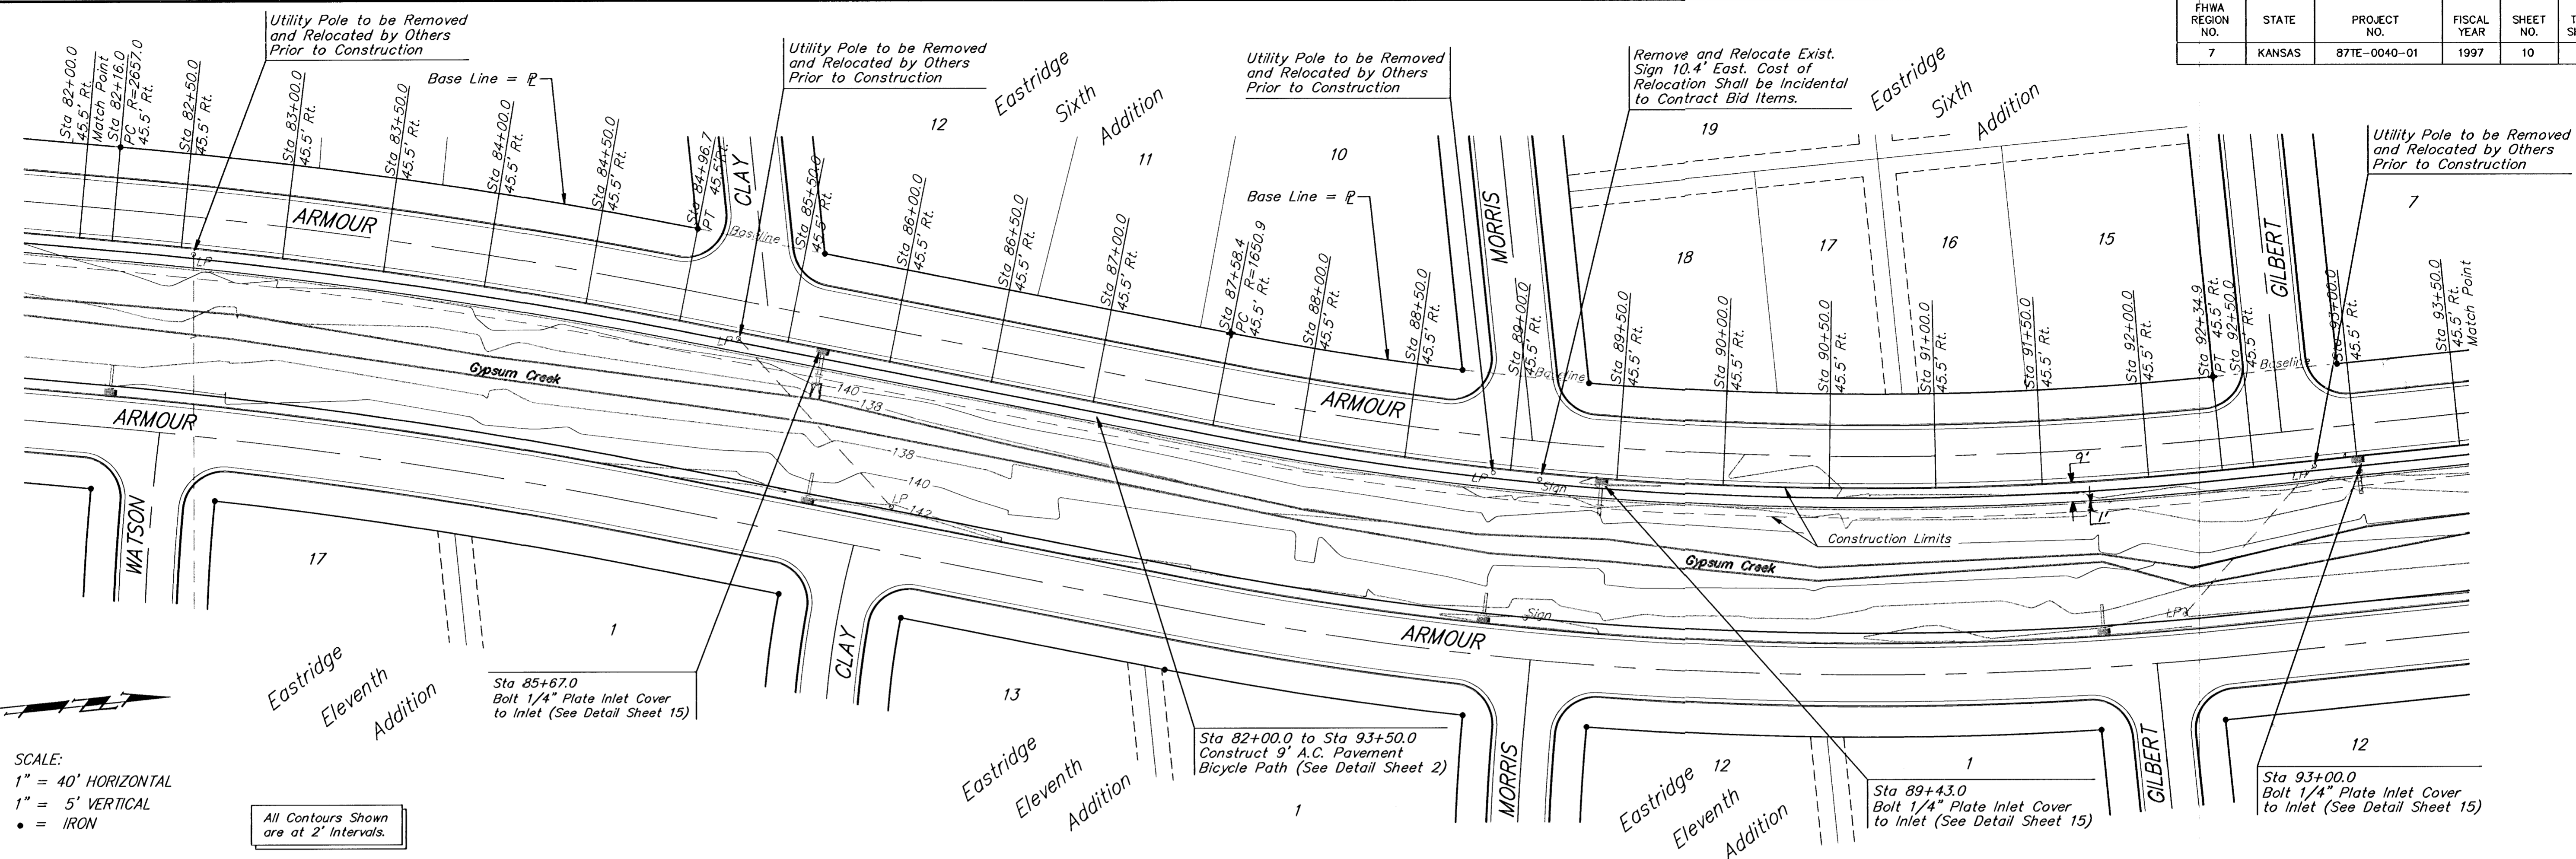 FHWA
REGION
NO.
STATE
PROJECT
NO.
FISCAL
YEAR
SHEET
NO.
7
KANSAS
87TE-0040-01
1997
10
Utility Pole to be Removed
and Relocated by Others
Prior to Construction
Utility Pole to be Removed
and Relocated by Others
Prior to Construction
Utility Pole to be Removed
and Relocated by Others
Prior to Construction
Remove and Relocate Exist.
Sign 10.4' East. Cost of
Relocation Shall be Incidental
to Contract Bid Items.
Utility Pole to be Removed
and Relocated by Others
Prior to Construction
Base Line = PL
Base Line = PL
Eastridge
Sixth
Addition
Eastridge
Sixth
Addition
12
11
10
19
18
17
16
15
7
Sta 82+00.0
45.5' Rt.
Match Point
Sta 82+16.0
PC R=2657.0
45.5' Rt.
Sta 82+50.0
45.5' Rt.
Sta 83+00.0
45.5' Rt.
Sta 83+50.0
45.5' Rt.
Sta 84+00.0
45.5' Rt.
Sta 84+50.0
45.5' Rt.
Sta 84+96.7
PT 45.5' Rt.
Sta 85+50.0
45.5' Rt.
Sta 86+00.0
45.5' Rt.
Sta 86+50.0
45.5' Rt.
Sta 87+00.0
45.5' Rt.
Sta 87+58.4
PC R=1650.9
45.5' Rt.
Sta 88+00.0
45.5' Rt.
Sta 88+50.0
45.5' Rt.
Sta 89+00.0
45.5' Rt.
Sta 89+50.0
45.5' Rt.
Sta 90+00.0
45.5' Rt.
Sta 90+50.0
45.5' Rt.
Sta 91+00.0
45.5' Rt.
Sta 91+50.0
45.5' Rt.
Sta 92+00.0
45.5' Rt.
Sta 92+34.9
PT 45.5' Rt.
Sta 92+50.0
45.5' Rt.
Sta 93+00.0
45.5' Rt.
Sta 93+50.0
45.5' Rt.
Match Point
CLAY
MORRIS
GILBERT
Baseline
Baseline
Baseline
ARMOUR
ARMOUR
LP
LP
LP
Sign
LP
9'
1'
Construction Limits
Gypsum Creek
Gypsum Creek
140
138
138
140
142
LP
Sign
LP
ARMOUR
ARMOUR
WATSON
CLAY
MORRIS
GILBERT
17
1
13
1
12
1
12
Eastridge
Eleventh
Addition
Eastridge
Eleventh
Addition
Eastridge
Eleventh
Addition
Sta 85+67.0
Bolt 1/4" Plate Inlet Cover
to Inlet (See Detail Sheet 15)
Sta 82+00.0 to Sta 93+50.0
Construct 9' A.C. Pavement
Bicycle Path (See Detail Sheet 2)
Sta 89+43.0
Bolt 1/4" Plate Inlet Cover
to Inlet (See Detail Sheet 15)
Sta 93+00.0
Bolt 1/4" Plate Inlet Cover
to Inlet (See Detail Sheet 15)
SCALE:
1" = 40' HORIZONTAL
1" = 5' VERTICAL
• = IRON
All Contours Shown
are at 2' Intervals.